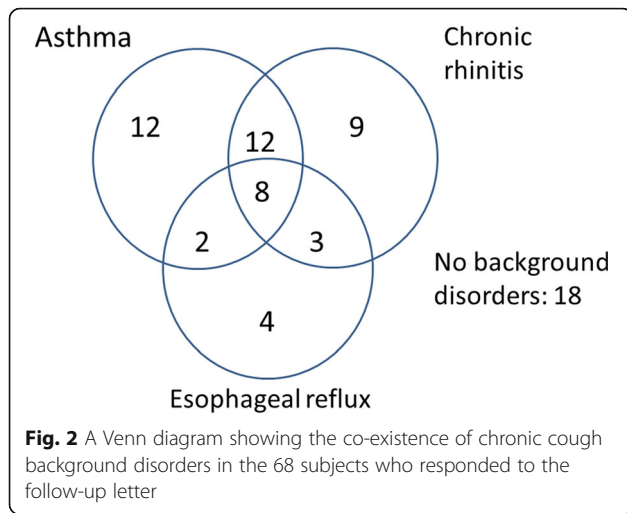 Asthma
Chronic
rhinitis
12
12
9
8
2
3
No background
disorders: 18
4
Esophageal reflux
Fig. 2 A Venn diagram showing the co-existence of chronic cough
background disorders in the 68 subjects who responded to the
follow-up letter